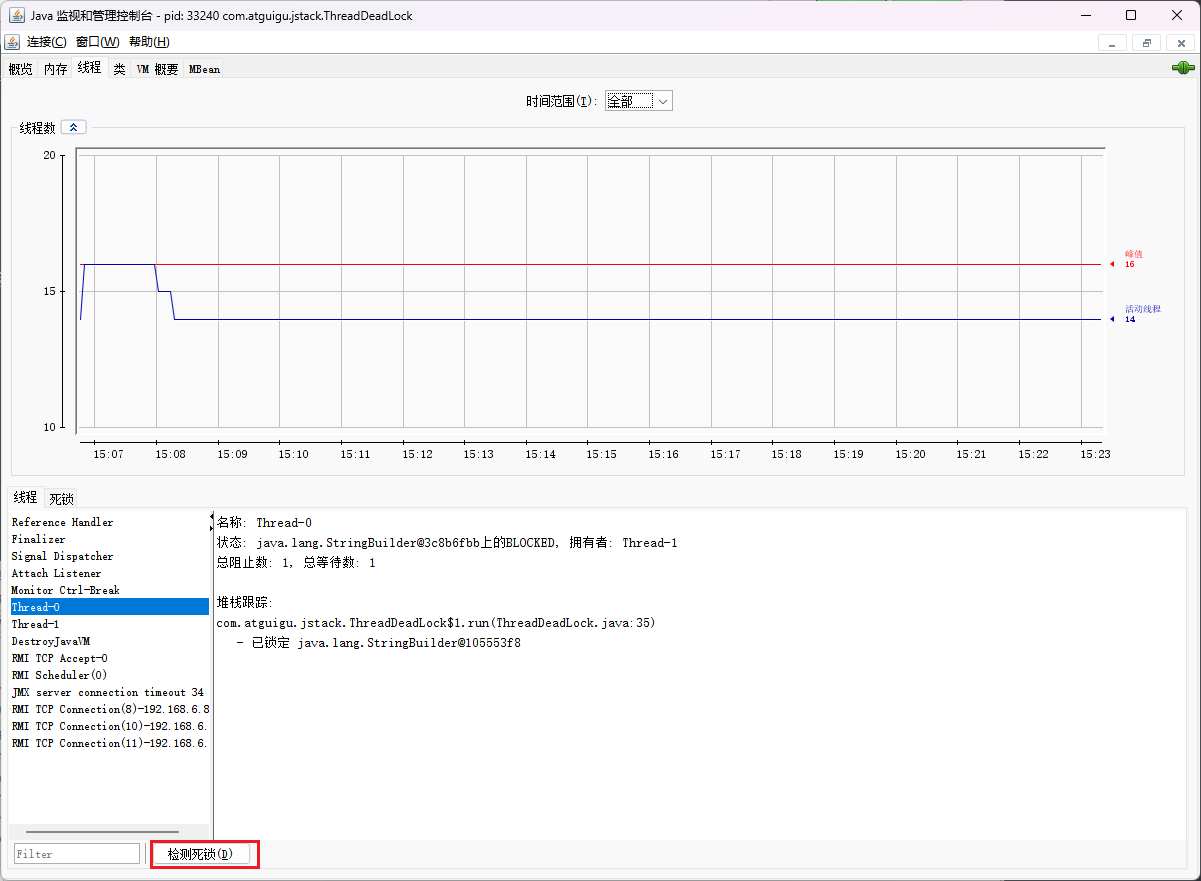 Java 监视和管理控制台 - pid: 33240 com.atguigu.jstack.ThreadDeadLock
连接(C) 窗口(W) 帮助(H)
概览 内存 线程 类 VM 概要 MBean
时间范围(T): 全部
线程数
20
15
10
峰值
16
活动线程
14
15:07 15:08 15:09 15:10 15:11 15:12 15:13 15:14 15:15 15:16 15:17 15:18 15:19 15:20 15:21 15:22 15:23
线程 死锁
Reference Handler
Finalizer
Signal Dispatcher
Attach Listener
Monitor Ctrl-Break
Thread-0
Thread-1
DestroyJavaVM
RMI TCP Accept-0
RMI Scheduler(0)
JMX server connection timeout 34
RMI TCP Connection(8)-192.168.6.8
RMI TCP Connection(10)-192.168.6.
RMI TCP Connection(11)-192.168.6.
名称: Thread-0
状态: java.lang.StringBuilder@3c8b6fbb上的BLOCKED, 拥有者: Thread-1
总阻止数: 1, 总等待数: 1
堆栈跟踪:
com.atguigu.jstack.ThreadDeadLock$1.run(ThreadDeadLock.java:35)
- 已锁定 java.lang.StringBuilder@105553f8
Filter
检测死锁(D)